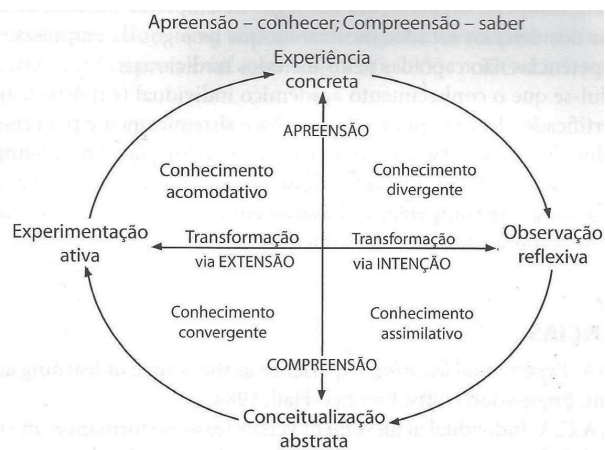 Apreensão – conhecer; Compreensão – saber
Experiência
concreta
APREENSÃO
Conhecimento
acomodativo
Conhecimento
divergente
Experimentação
ativa
Transformação
via EXTENSÃO
Transformação
via INTENÇÃO
Observação
reflexiva
Conhecimento
convergente
Conhecimento
assimilativo
COMPREENSÃO
Conceitualização
abstrata